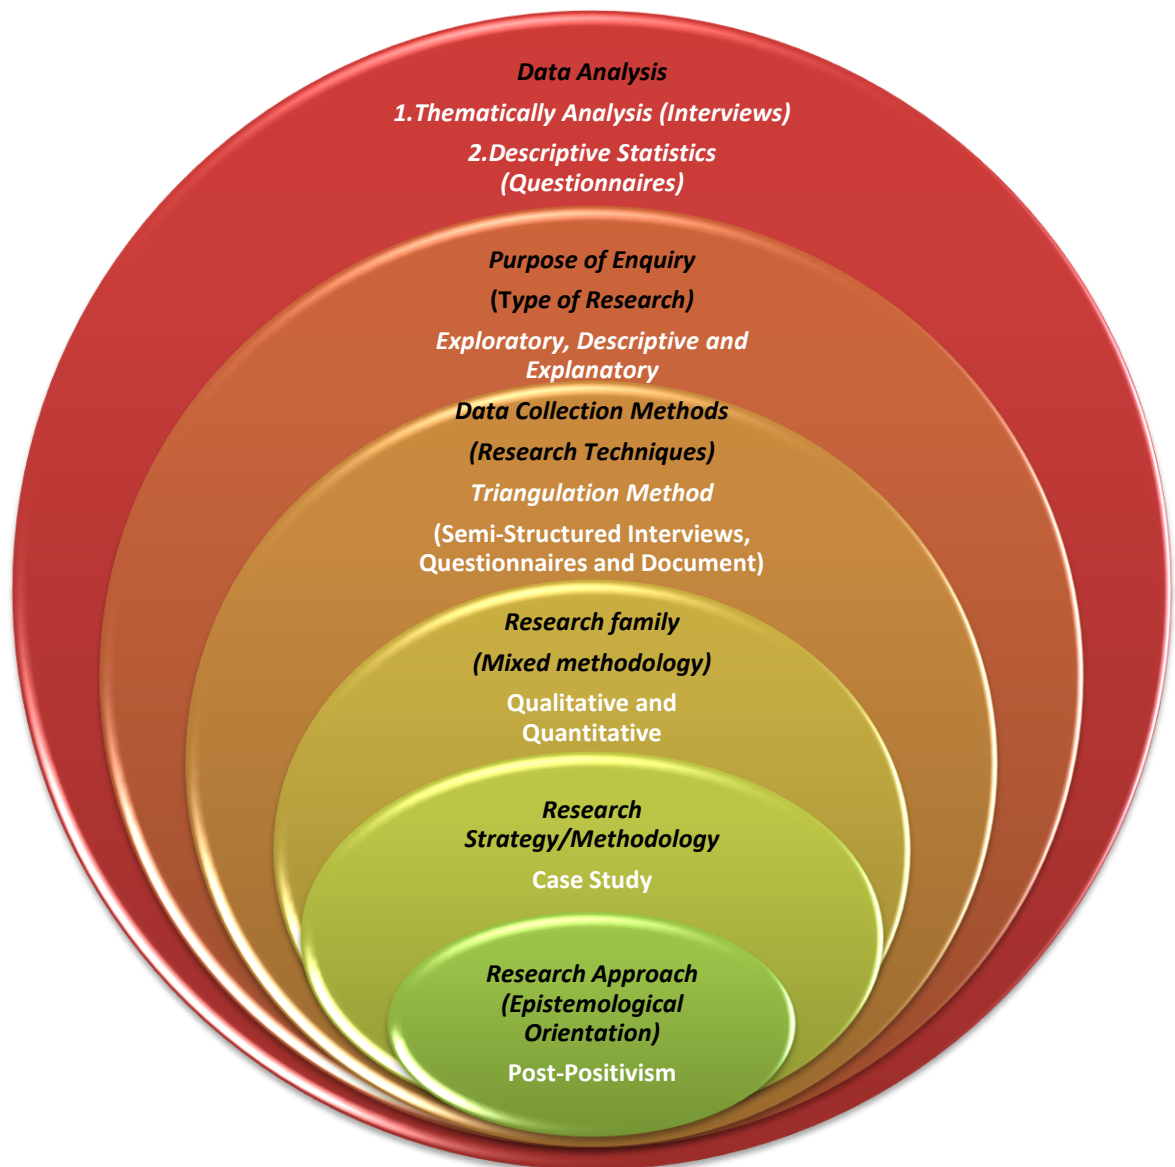 Data Analysis
1.Thematically Analysis (Interviews)
2.Descriptive Statistics
(Questionnaires)
Purpose of Enquiry
(Type of Research)
Exploratory, Descriptive and
Explanatory
Data Collection Methods
(Research Techniques)
Triangulation Method
(Semi-Structured Interviews,
Questionnaires and Document)
Research family
(Mixed methodology)
Qualitative and
Quantitative
Research
Strategy/Methodology
Case Study
Research Approach
(Epistemological
Orientation)
Post-Positivism